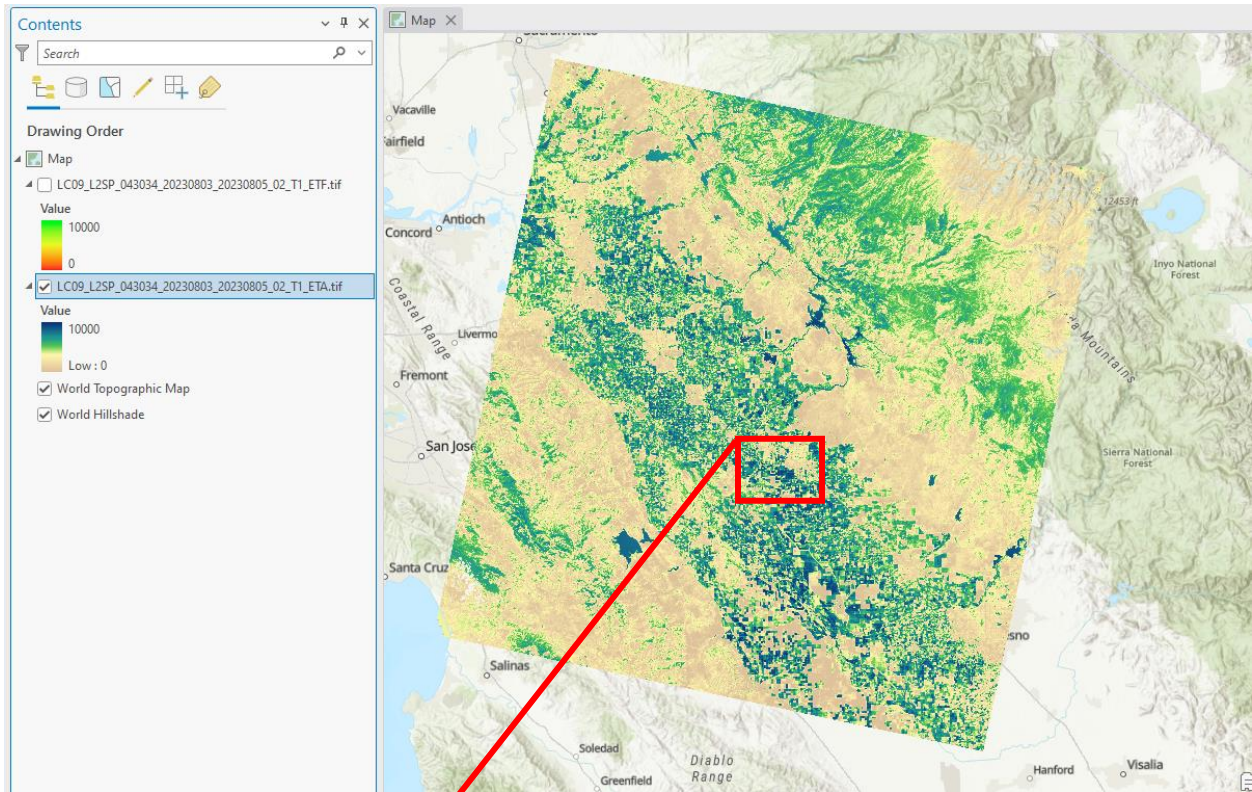 Contents
Search
Drawing Order
Map
LC09_L2SP_043034_20230803_20230805_02_T1_ETF.tif
Value
10000
0
LC09_L2SP_043034_20230803_20230805_02_T1_ETA.tif
Value
10000
Low : 0
World Topographic Map
World Hillshade
Map
Vacaville
Fairfield
Antioch
Concord
12453 ft
Inyo National
Forest
Coastal Range
Livermo
Mountains
Fremont
San Jose
Sierra National
Forest
Santa Cruz
sno
Salinas
Soledad
Diablo
Range
Greenfield
Hanford
Visalia